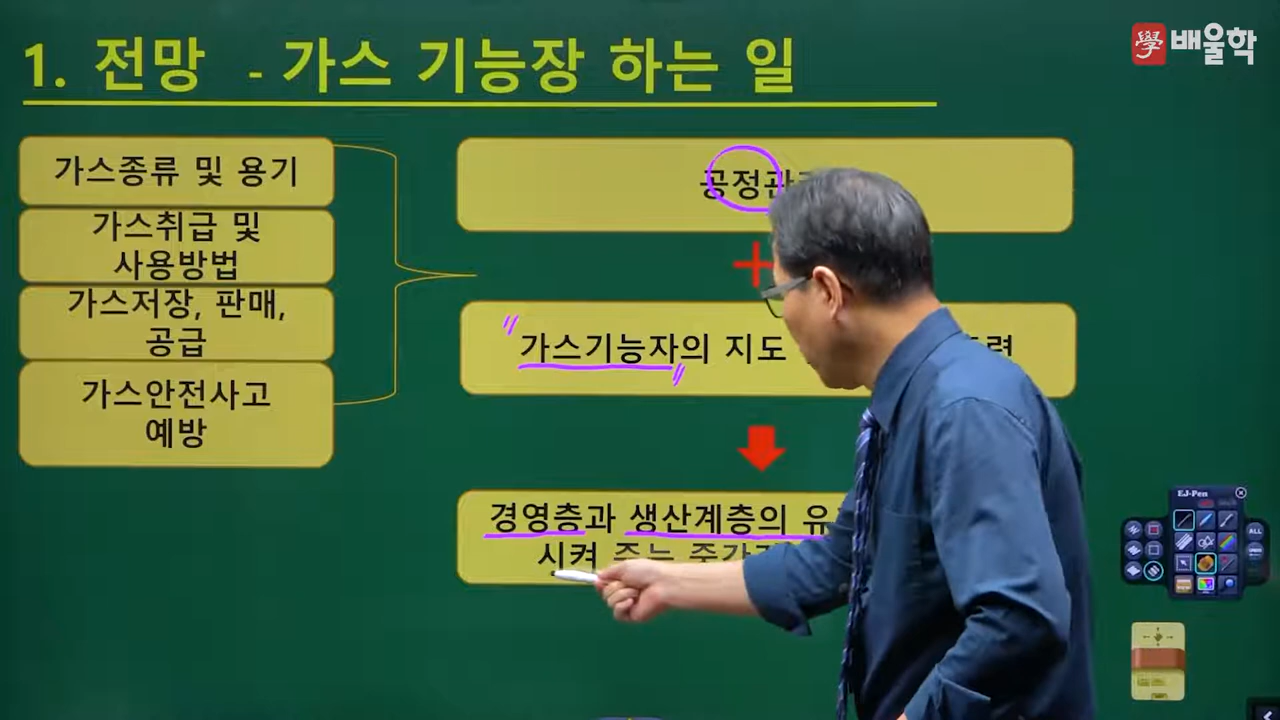 1. 전망 - 가스 기능장 하는 일
學 배울학
가스종류 및 용기
가스취급 및
사용방법
가스저장, 판매,
공급
가스안전사고
예방
공정관
+
" 가스기능자의 지도 "
경영층과 생산계층의
시켜 주는
EJ-Pen
ALL